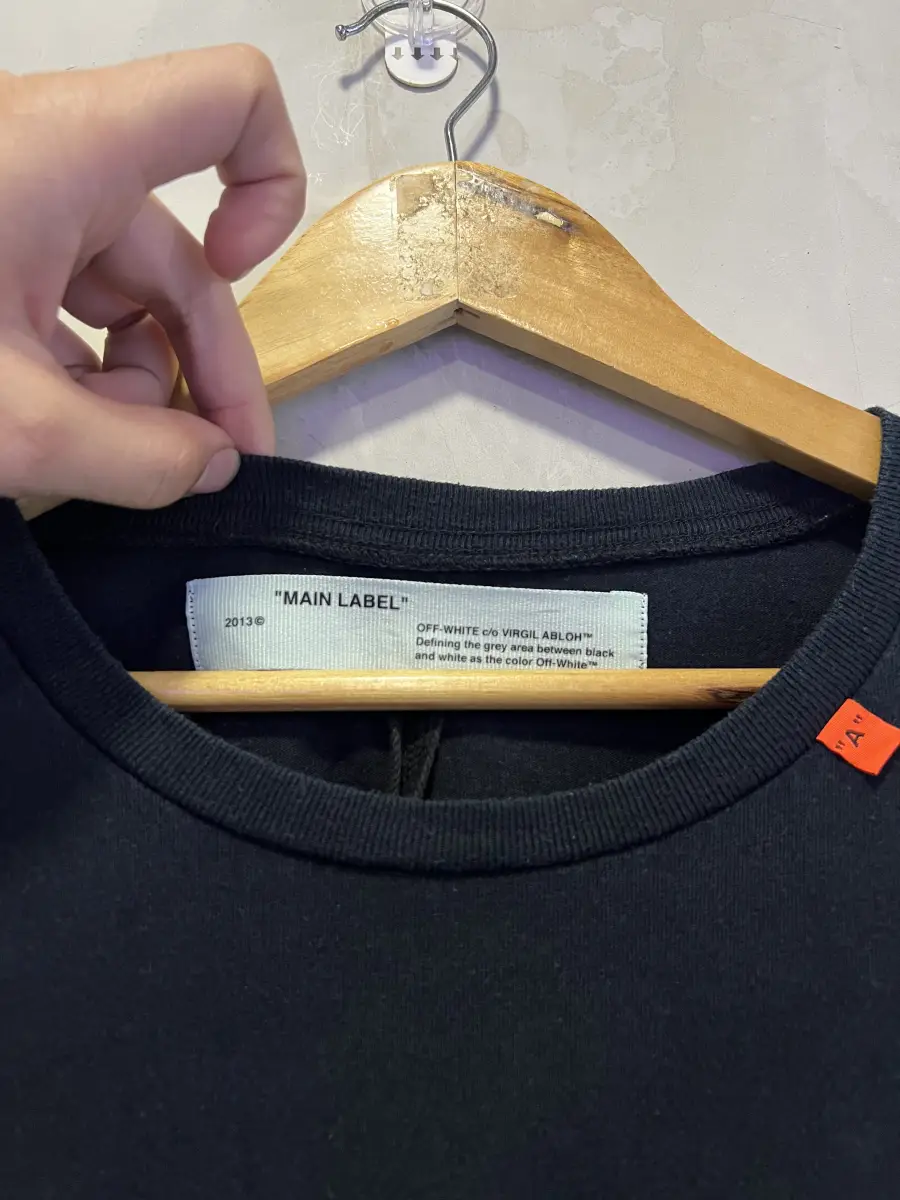 "MAIN LABEL"
2013©
OFF-WHITE c/o VIRGIL ABLOH™
Defining the grey area between black
and white as the color Off-White™
"A"